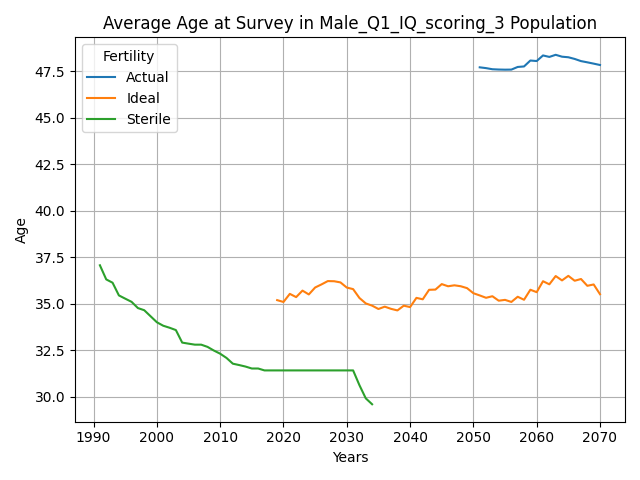 Average Age at Survey in Male_Q1_IQ_scoring_3 Population
Fertility
Actual
Ideal
Sterile
47.5
45.0
42.5
40.0
37.5
35.0
32.5
30.0
Age
1990 2000 2010 2020 2030 2040 2050 2060 2070
Years